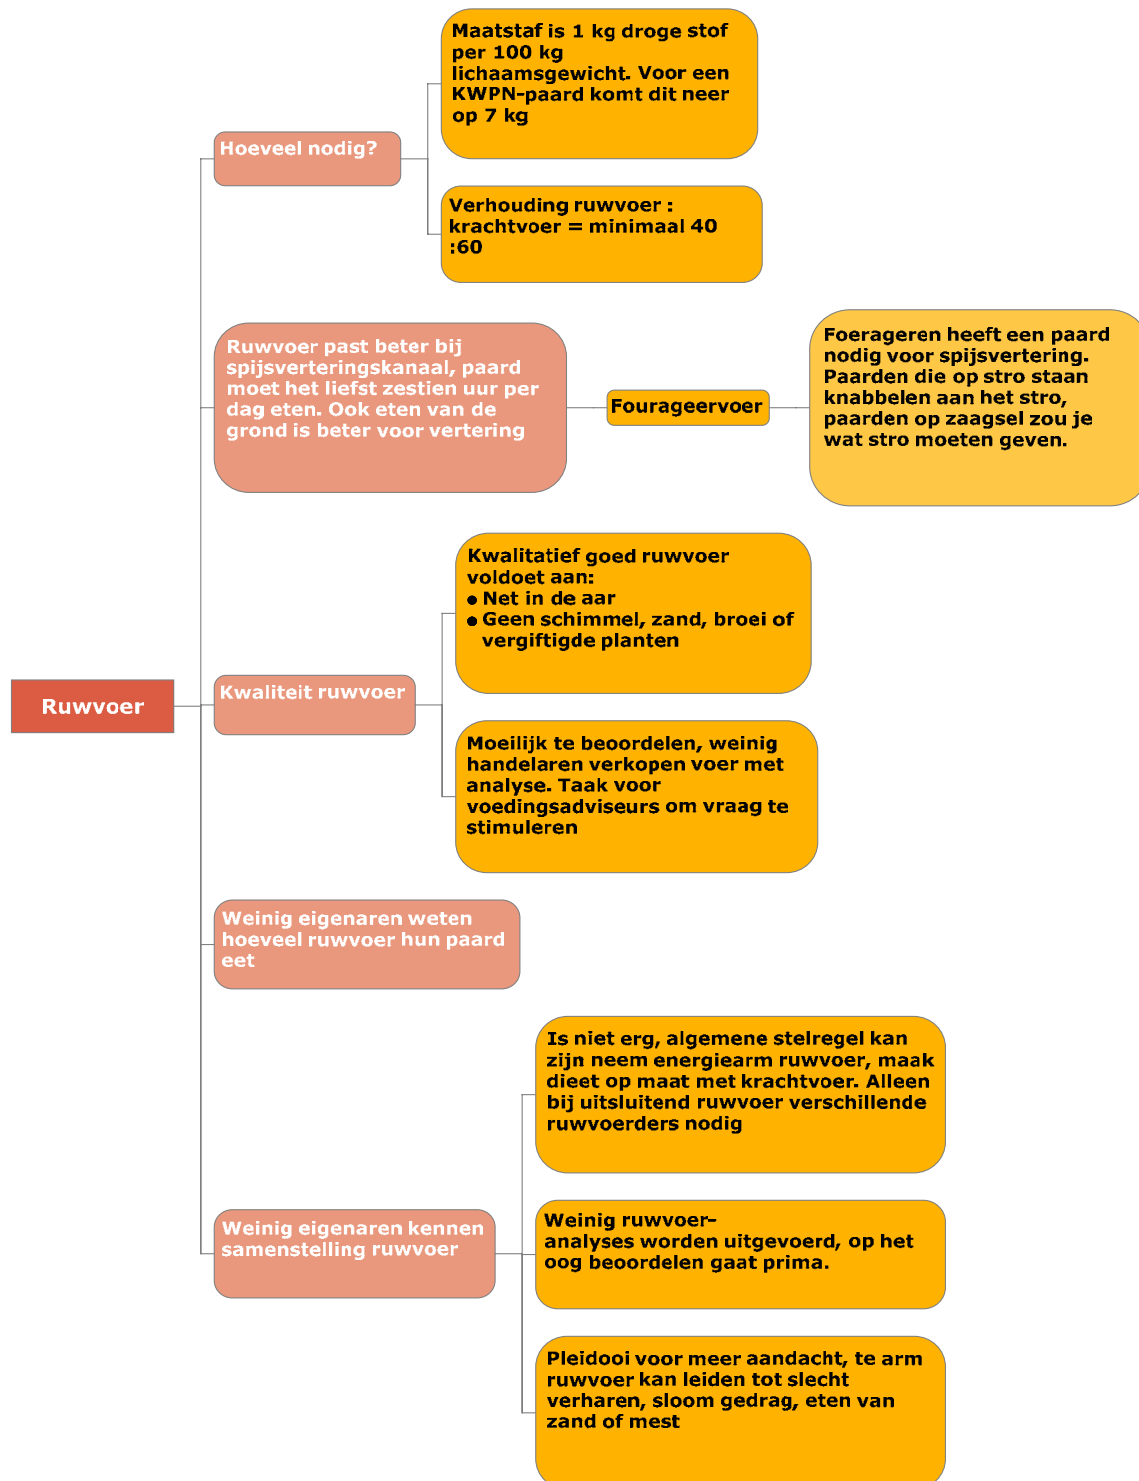 Maatstaf is 1 kg droge stof
per 100 kg
lichaamsgewicht. Voor een
KWPN-paard komt dit neer
op 7 kg
Hoeveel nodig?
Verhouding ruwvoer :
krachtvoer = minimaal 40
:60
Ruwvoer past beter bij
spijsverteringskanaal, paard
moet het liefst zestien uur per
dag eten. Ook eten van de
grond is beter voor vertering
Fourageervoer
Foerageren heeft een paard
nodig voor spijsvertering.
Paarden die op stro staan
knabbelen aan het stro,
paarden op zaagsel zou je
wat stro moeten geven.
Kwalitatief goed ruwvoer
voldoet aan:
● Net in de aar
● Geen schimmel, zand, broei of
vergiftigde planten
Kwaliteit ruwvoer
Ruwvoer
Moeilijk te beoordelen, weinig
handelaren verkopen voer met
analyse. Taak voor
voedingsadviseurs om vraag te
stimuleren
Weinig eigenaren weten
hoeveel ruwvoer hun paard
eet
Is niet erg, algemene stelregel kan
zijn neem energiearm ruwvoer, maak
dieet op maat met krachtvoer. Alleen
bij uitsluitend ruwvoer verschillende
ruwvoerders nodig
Weinig eigenaren kennen
samenstelling ruwvoer
Weinig ruwvoer–
analyses worden uitgevoerd, op het
oog beoordelen gaat prima.
Pleidooi voor meer aandacht, te arm
ruwvoer kan leiden tot slecht
verharen, sloom gedrag, eten van
zand of mest